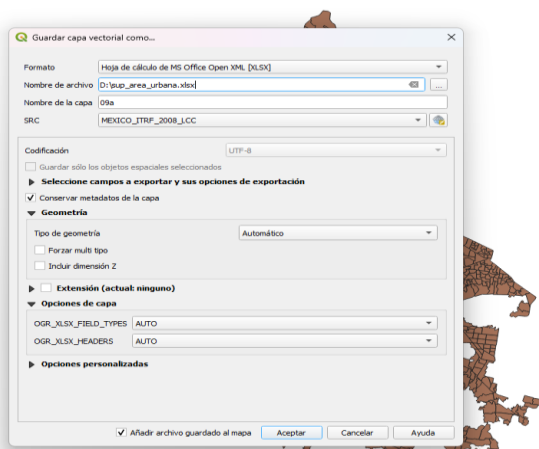 Guardar capa vectorial como...
Formato Hoja de cálculo de MS Office Open XML [XLSX]
Nombre de archivo D:\sup_area_urbana.xlsx ...
Nombre de la capa 09a
SRC MEXICO_ITRF_2008_LCC
Codificación UTF-8
Guardar sólo los objetos espaciales seleccionados
Seleccione campos a exportar y sus opciones de exportación
Conservar metadatos de la capa
Geometría
Tipo de geometría Automático
Forzar multi tipo
Incluir dimensión Z
Extensión (actual: ninguno)
Opciones de capa
OGR_XLSX_FIELD_TYPES AUTO
OGR_XLSX_HEADERS AUTO
Opciones personalizadas
Añadir archivo guardado al mapa Aceptar Cancelar Ayuda